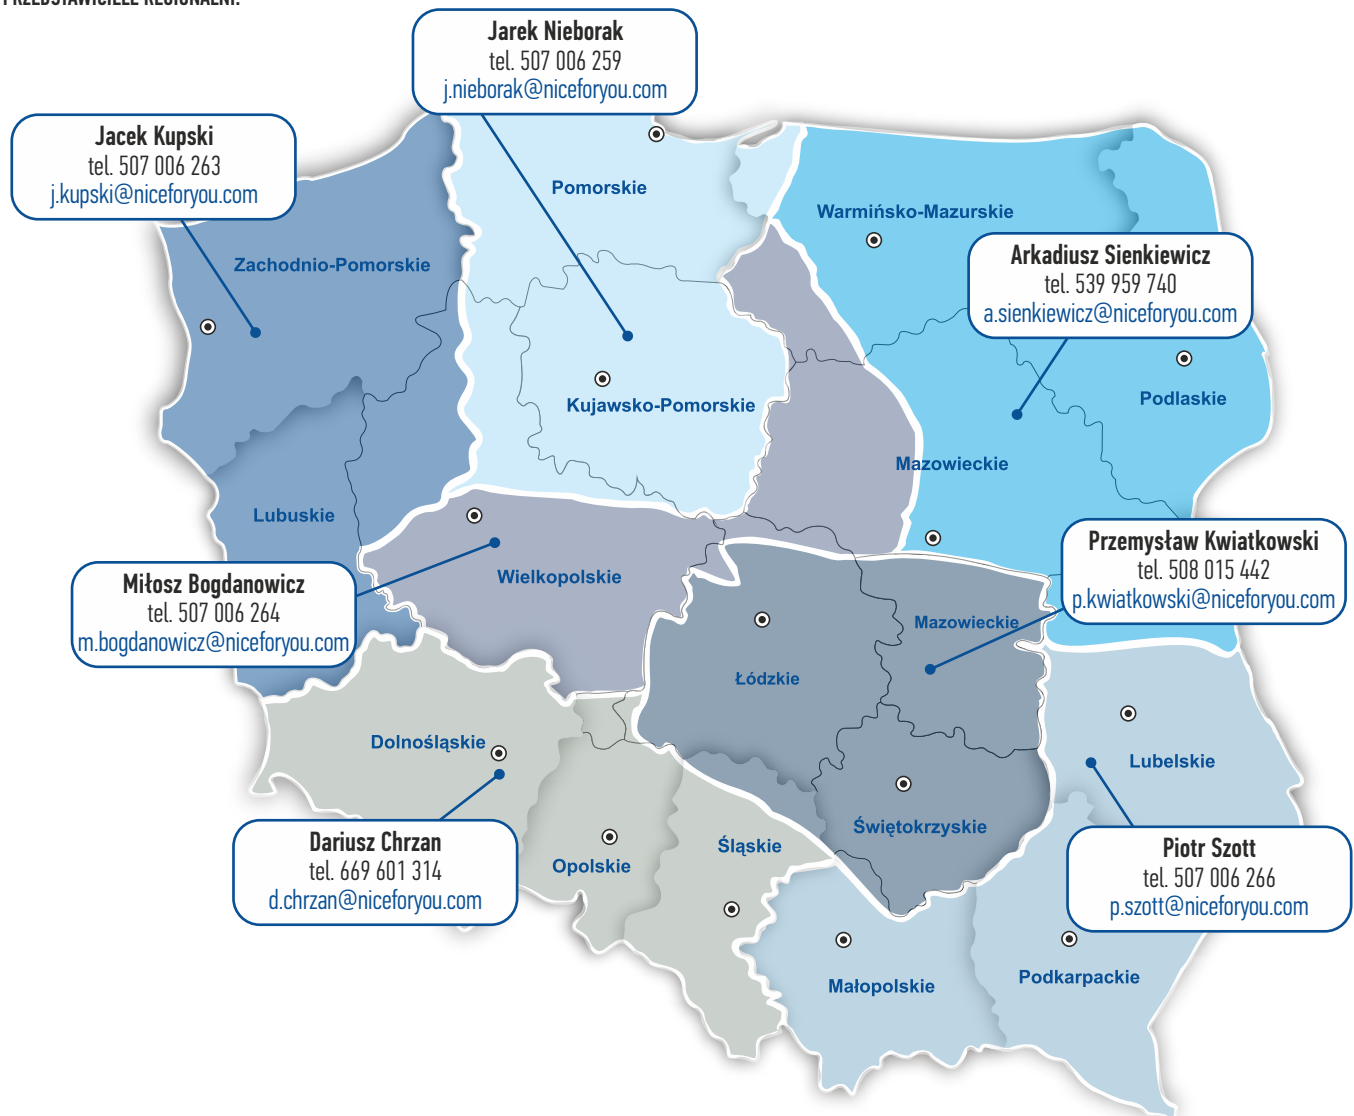 PRZEDSTAWICIELE REGIONALNI:
Jarek Nieborak
tel. 507 006 259
j.nieborak@niceforyou.com
Jacek Kupski
tel. 507 006 263
j.kupski@niceforyou.com
Pomorskie
Warmińsko-Mazurskie
Zachodnio-Pomorskie
Arkadiusz Sienkiewicz
tel. 539 959 740
a.sienkiewicz@niceforyou.com
Kujawsko-Pomorskie
Podlaskie
Mazowieckie
Lubuskie
Przemysław Kwiatkowski
tel. 508 015 442
p.kwiatkowski@niceforyou.com
Miłosz Bogdanowicz
tel. 507 006 264
m.bogdanowicz@niceforyou.com
Wielkopolskie
Mazowieckie
Łódzkie
Dolnośląskie
Lubelskie
Dariusz Chrzan
tel. 669 601 314
d.chrzan@niceforyou.com
Opolskie
Śląskie
Świętokrzyskie
Piotr Szott
tel. 507 006 266
p.szott@niceforyou.com
Małopolskie
Podkarpackie